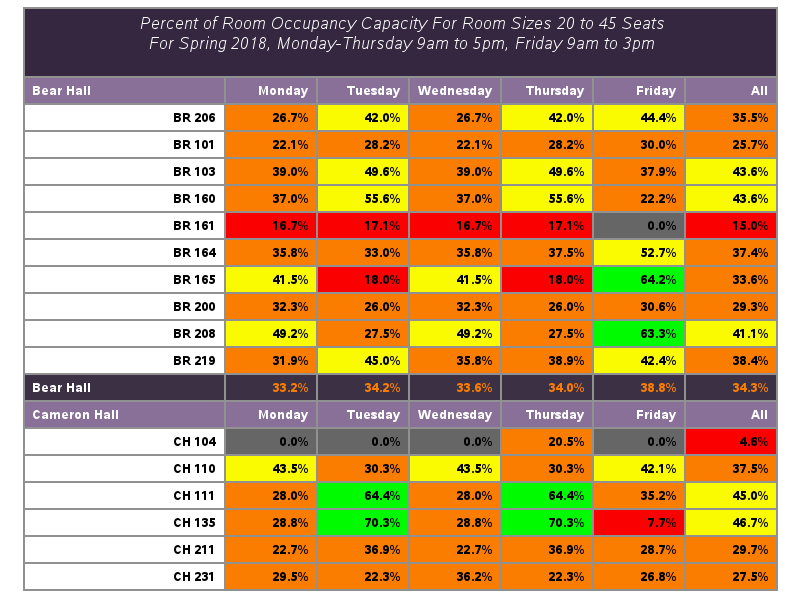 Percent of Room Occupancy Capacity For Room Sizes 20 to 45 Seats
For Spring 2018, Monday-Thursday 9am to 5pm, Friday 9am to 3pm
Bear Hall Monday Tuesday Wednesday Thursday Friday All
BR 206 26.7% 42.0% 26.7% 42.0% 44.4% 35.5%
BR 101 22.1% 28.2% 22.1% 28.2% 30.0% 25.7%
BR 103 39.0% 49.6% 39.0% 49.6% 37.9% 43.6%
BR 160 37.0% 55.6% 37.0% 55.6% 22.2% 43.6%
BR 161 16.7% 17.1% 16.7% 17.1% 0.0% 15.0%
BR 164 35.8% 33.0% 35.8% 37.5% 52.7% 37.4%
BR 165 41.5% 18.0% 41.5% 18.0% 64.2% 33.6%
BR 200 32.3% 26.0% 32.3% 26.0% 30.6% 29.3%
BR 208 49.2% 27.5% 49.2% 27.5% 63.3% 41.1%
BR 219 31.9% 45.0% 35.8% 38.9% 42.4% 38.4%
Bear Hall 33.2% 34.2% 33.6% 34.0% 38.8% 34.3%
Cameron Hall Monday Tuesday Wednesday Thursday Friday All
CH 104 0.0% 0.0% 0.0% 20.5% 0.0% 4.6%
CH 110 43.5% 30.3% 43.5% 30.3% 42.1% 37.5%
CH 111 28.0% 64.4% 28.0% 64.4% 35.2% 45.0%
CH 135 28.8% 70.3% 28.8% 70.3% 7.7% 46.7%
CH 211 22.7% 36.9% 22.7% 36.9% 28.7% 29.7%
CH 231 29.5% 22.3% 36.2% 22.3% 26.8% 27.5%